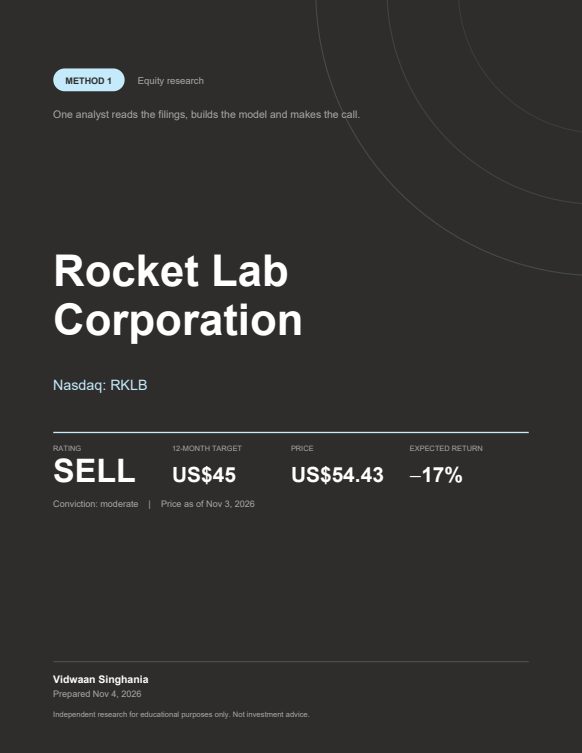 METHOD 1 Equity research
One analyst reads the filings, builds the model and makes the call.
Rocket Lab
Corporation
Nasdaq: RKLB
RATING 12-MONTH TARGET PRICE EXPECTED RETURN
SELL US$45 US$54.43 –17%
Conviction: moderate | Price as of Nov 3, 2026
Vidwaan Singhania
Prepared Nov 4, 2026
Independent research for educational purposes only. Not investment advice.